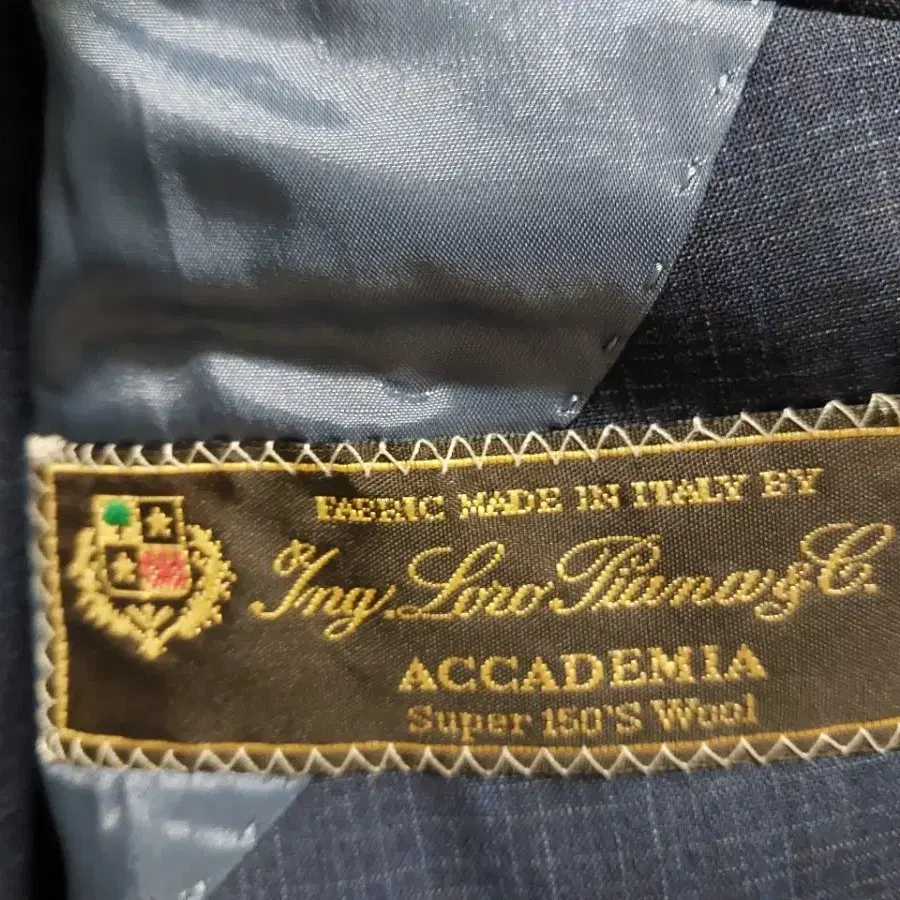 FABRIC MADE IN ITALY BY
Ing. Loro Piana & C.
ACCADEMIA
Super 150'S Wool